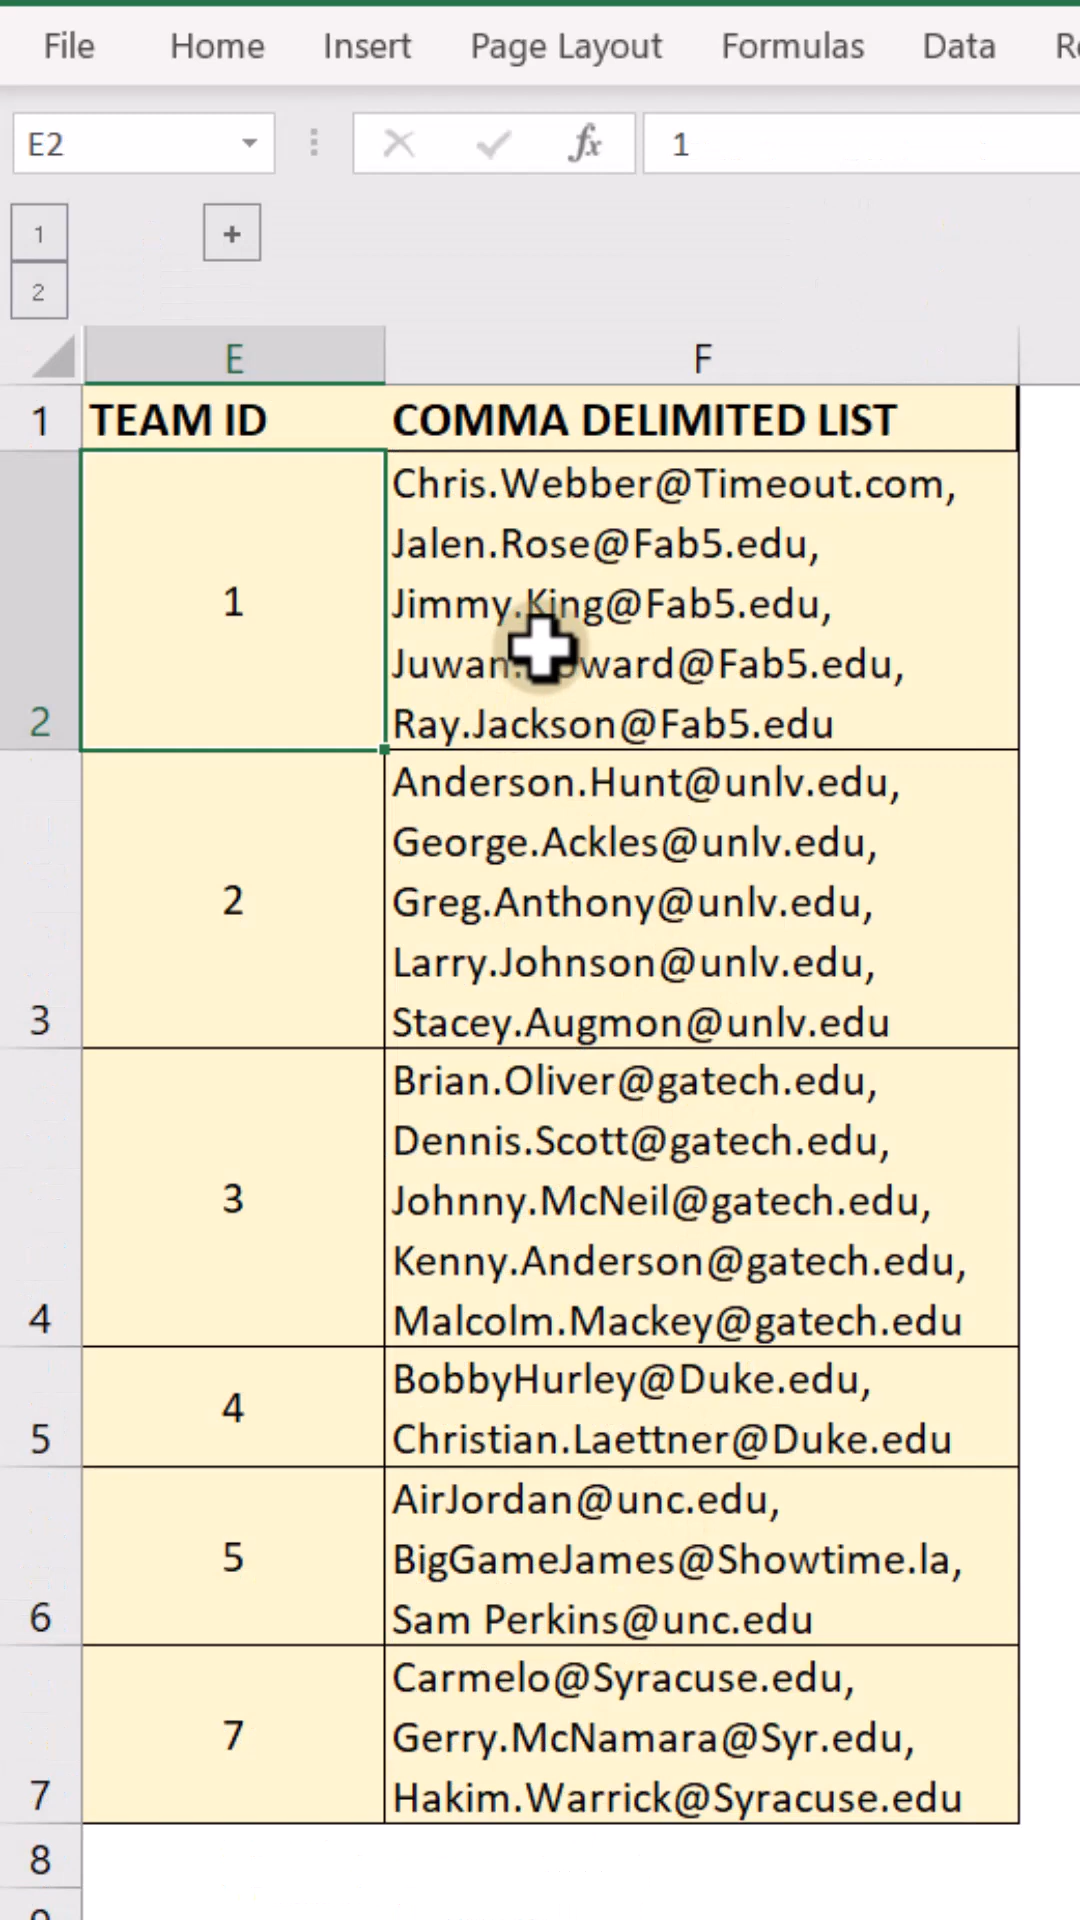 File Home Insert Page Layout Formulas Data
E2 fx 1
1 +
2
E F
1 TEAM ID COMMA DELIMITED LIST
Chris.Webber@Timeout.com,
Jalen.Rose@Fab5.edu,
1 Jimmy.King@Fab5.edu,
2 Ray.Jackson@Fab5.edu
Anderson.Hunt@unlv.edu,
George.Ackles@unlv.edu,
2 Greg.Anthony@unlv.edu,
Larry.Johnson@unlv.edu,
3 Stacey.Augmon@unlv.edu
Brian.Oliver@gatech.edu,
Dennis.Scott@gatech.edu,
3 Johnny.McNeil@gatech.edu,
Kenny.Anderson@gatech.edu,
4 Malcolm.Mackey@gatech.edu
4 BobbyHurley@Duke.edu,
5 Christian.Laettner@Duke.edu
AirJordan@unc.edu,
5 BigGameJames@Showtime.la,
6 Sam Perkins@unc.edu
Carmelo@Syracuse.edu,
7 Gerry.McNamara@Syr.edu,
7 Hakim.Warrick@Syracuse.edu
8